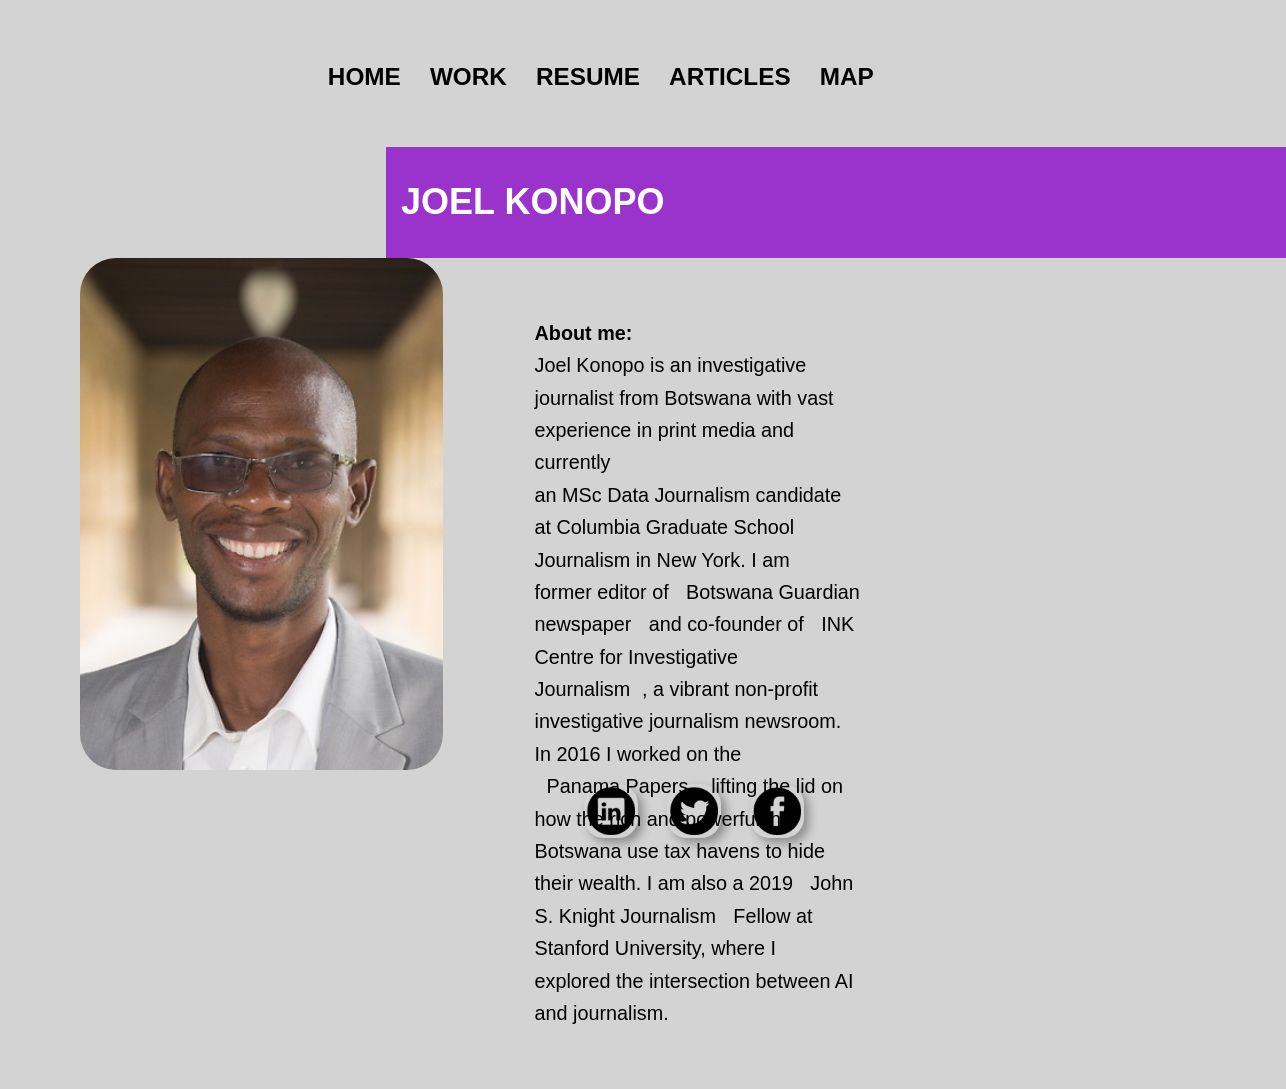 HOME WORK RESUME ARTICLES MAP
JOEL KONOPO
About me:
Joel Konopo is an investigative
journalist from Botswana with vast
experience in print media and
currently
an MSc Data Journalism candidate
at Columbia Graduate School
Journalism in New York. I am
former editor of Botswana Guardian
newspaper and co-founder of INK
Centre for Investigative
Journalism , a vibrant non-profit
investigative journalism newsroom.
In 2016 I worked on the
Panama Papers lifting the lid on
how the rich and powerful in
Botswana use tax havens to hide
their wealth. I am also a 2019 John
S. Knight Journalism Fellow at
Stanford University, where I
explored the intersection between AI
and journalism.